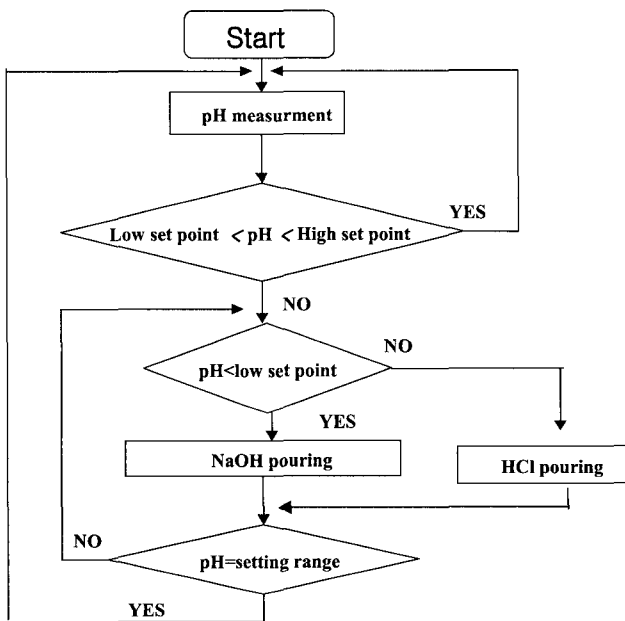 Start
pH measurment
YES
Low set point < pH < High set point
NO
NO
pH<low set point
YES
NaOH pouring
HCl pouring
NO
pH=setting range
YES